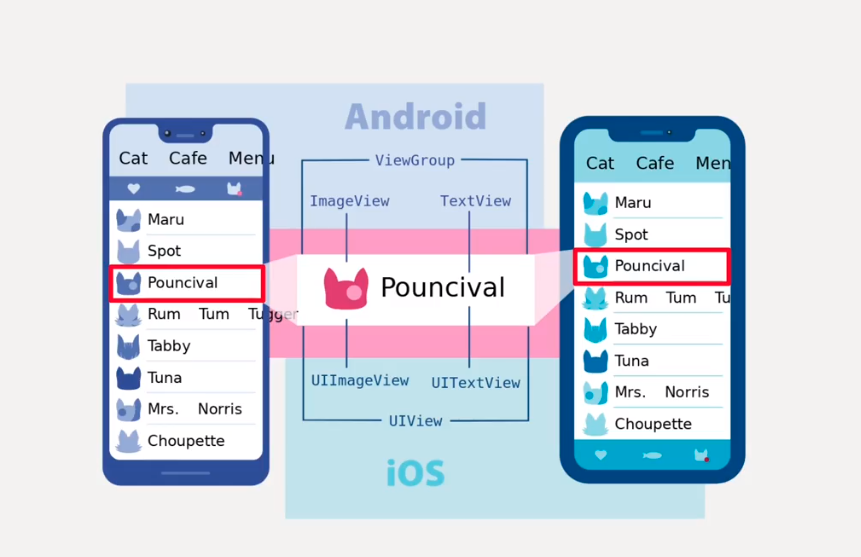 Android
Cat Cafe Menu
Maru
Spot
Pouncival
Rum Tum Tugger
Tabby
Tuna
Mrs. Norris
Choupette
ViewGroup
ImageView TextView
Pouncival
UIImageView UITextView
UIView
iOS
Cat Cafe Men
Maru
Spot
Pouncival
Rum Tum Tu
Tabby
Tuna
Mrs. Norris
Choupette